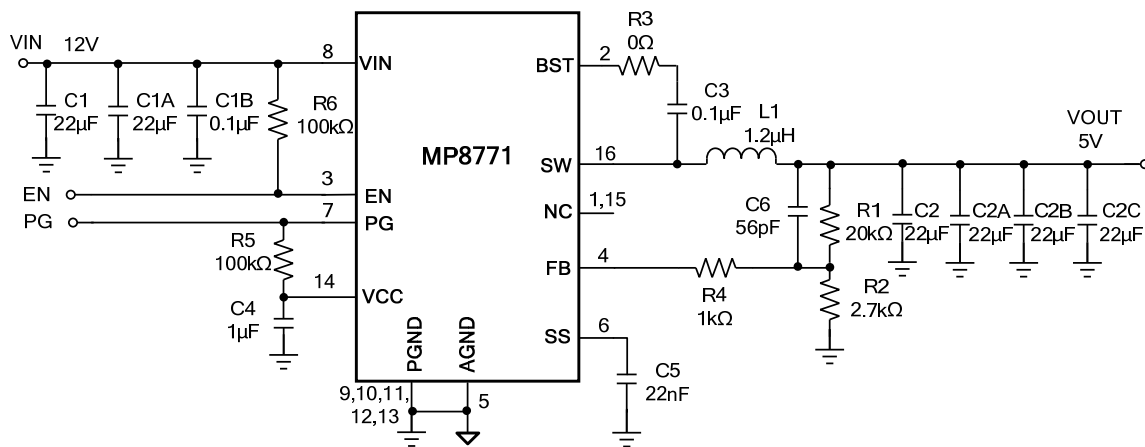 VIN 12V
8
VIN
C1
22µF
C1A
22µF
C1B
0.1µF
R6
100kΩ
EN
3
EN
PG
7
PG
R5
100kΩ
14
VCC
C4
1µF
MP8771
PGND
AGND
9,10,11,
12,13
5
BST
2
R3
0Ω
C3
0.1µF
SW
16
L1
1.2µH
NC
1,15
FB
4
R4
1kΩ
C6
56pF
R1
20kΩ
R2
2.7kΩ
SS
6
C5
22nF
C2
22µF
C2A
22µF
C2B
22µF
C2C
22µF
VOUT
5V